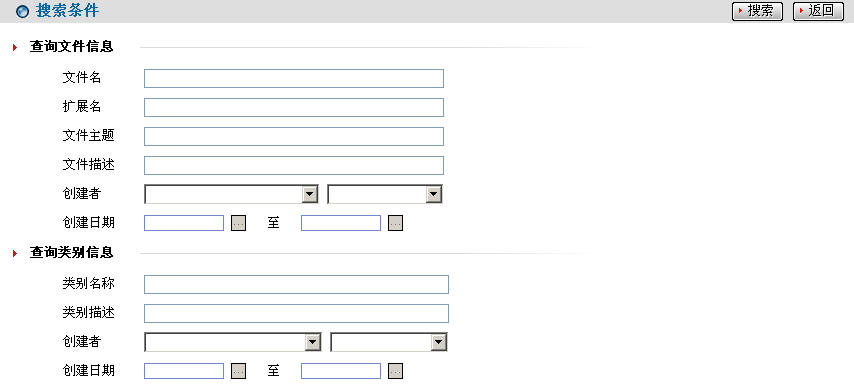 搜索条件 搜索 返回
查询文件信息
文件名
扩展名
文件主题
文件描述
创建者
创建日期 ... 至 ...
查询类别信息
类别名称
类别描述
创建者
创建日期 ... 至 ...